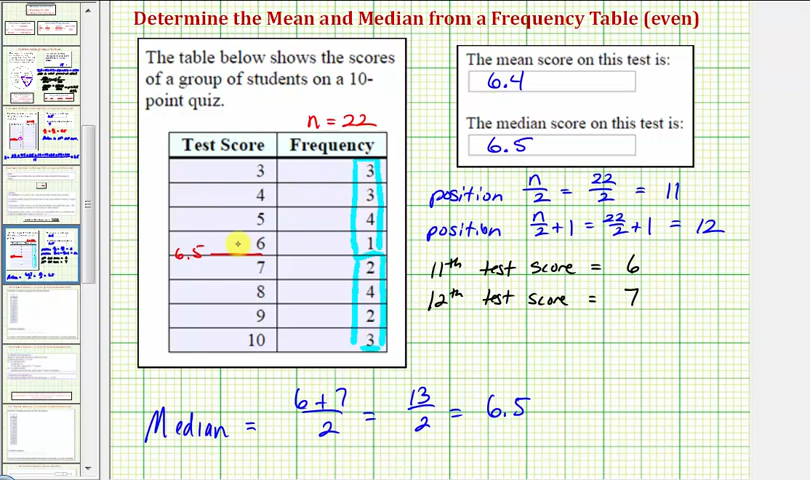 Determine the Mean and Median from a Frequency Table (even)
The table below shows the scores
of a group of students on a 10-
point quiz.
n = 22
Test Score Frequency
3 3
4 3
5 4
6 1
6.5
7 2
8 4
9 2
10 3
The mean score on this test is:
6.4
The median score on this test is:
6.5
position n/2 = 22/2 = 11
position n/2 + 1 = 22/2 + 1 = 12
11th test score = 6
12th test score = 7
Median = 6 + 7 / 2 = 13/2 = 6.5